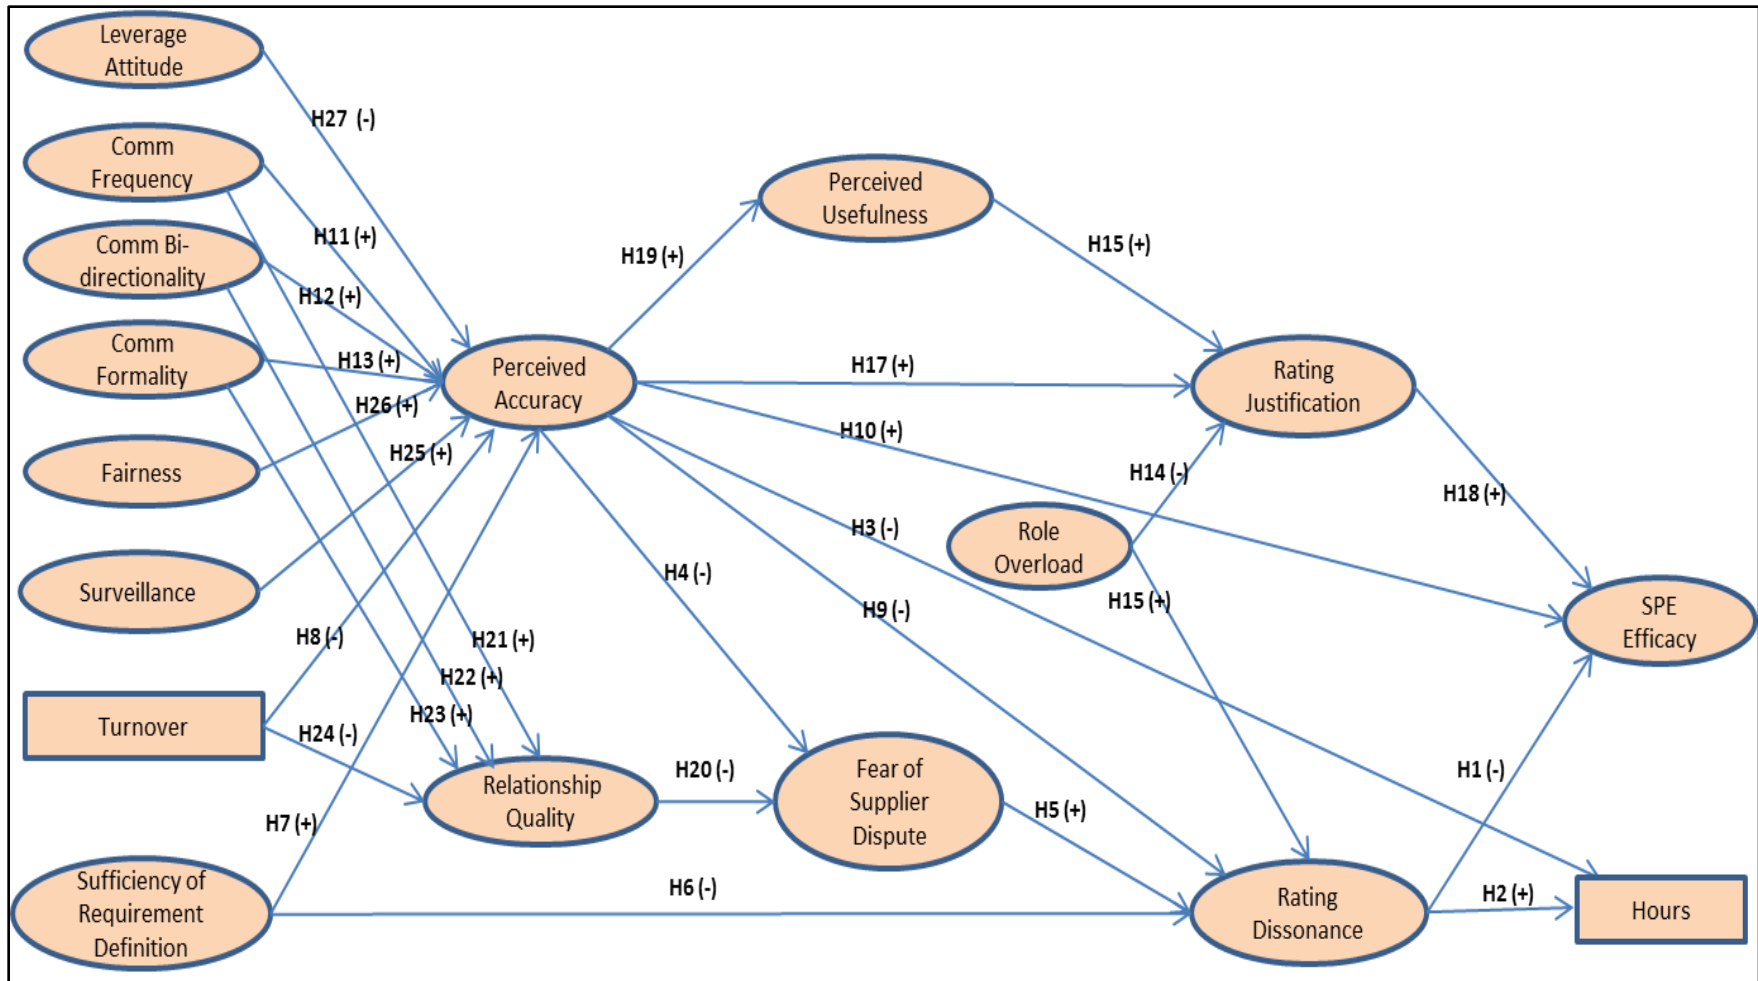 Leverage
Attitude
H27 (-)
Comm
Frequency
H11 (+)
Comm Bi-
directionality
H12 (+)
Comm
Formality
H13 (+)
H26 (+)
Fairness
H25 (+)
Surveillance
H8 (-)
Turnover
H24 (-)
H7 (+)
Sufficiency of
Requirement
Definition
H21 (+)
H22 (+)
H23 (+)
Perceived
Accuracy
Relationship
Quality
H20 (-)
H19 (+)
Perceived
Usefulness
H15 (+)
H17 (+)
H10 (+)
H3 (-)
H4 (-)
H9 (-)
Role
Overload
H14 (-)
H15 (+)
Rating
Justification
H18 (+)
SPE
Efficacy
Fear of
Supplier
Dispute
H5 (+)
H6 (-)
Rating
Dissonance
H1 (-)
H2 (+)
Hours